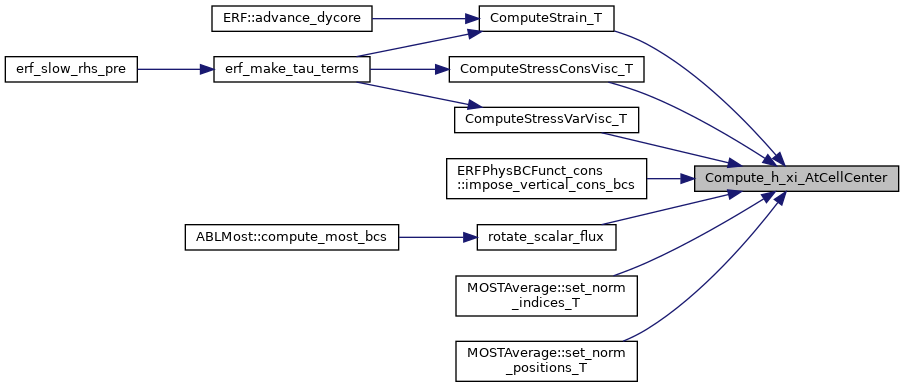 ERF::advance_dycore
ComputeStrain_T
erf_slow_rhs_pre
erf_make_tau_terms
ComputeStressConsVisc_T
ComputeStressVarVisc_T
ERFPhysBCFunct_cons
::impose_vertical_cons_bcs
Compute_h_xi_AtCellCenter
ABLMost::compute_most_bcs
rotate_scalar_flux
MOSTAverage::set_norm
_indices_T
MOSTAverage::set_norm
_positions_T